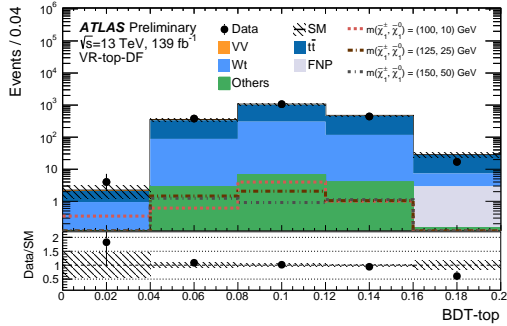 ATLAS Preliminary
√s=13 TeV, 139 fb⁻¹
VR-top-DF
Data
SM
VV
tt̄
Wt
FNP
Others
m(χ̃₁±, χ̃₁⁰) = (100, 10) GeV
m(χ̃₁±, χ̃₁⁰) = (125, 25) GeV
m(χ̃₁±, χ̃₁⁰) = (150, 50) GeV
Events / 0.04
10⁶
10⁵
10⁴
10³
10²
10
1
Data/SM
2
1.5
1
0.5
0 0.02 0.04 0.06 0.08 0.1 0.12 0.14 0.16 0.18 0.2
BDT-top